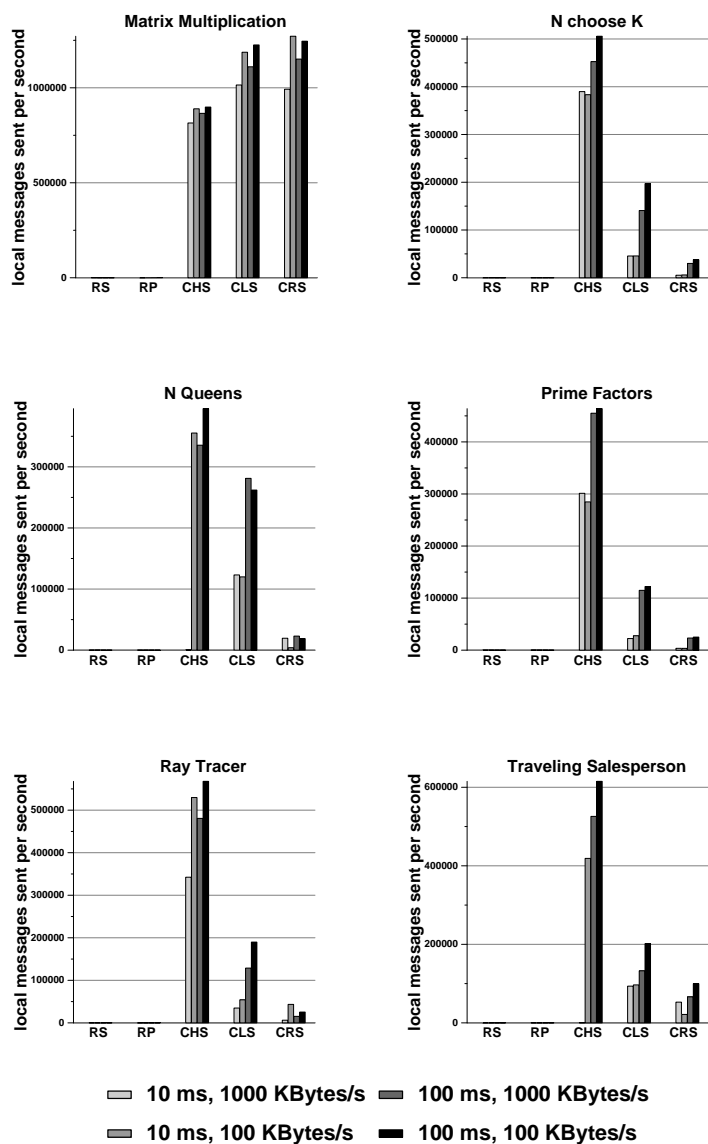 Matrix Multiplication
local messages sent per second
1000000
500000
0
RS RP CHS CLS CRS
N choose K
local messages sent per second
500000
400000
300000
200000
100000
0
RS RP CHS CLS CRS
N Queens
local messages sent per second
300000
200000
100000
0
RS RP CHS CLS CRS
Prime Factors
local messages sent per second
400000
300000
200000
100000
0
RS RP CHS CLS CRS
Ray Tracer
local messages sent per second
500000
400000
300000
200000
100000
0
RS RP CHS CLS CRS
Traveling Salesperson
local messages sent per second
600000
400000
200000
0
RS RP CHS CLS CRS
10 ms, 1000 KBytes/s
100 ms, 1000 KBytes/s
10 ms, 100 KBytes/s
100 ms, 100 KBytes/s